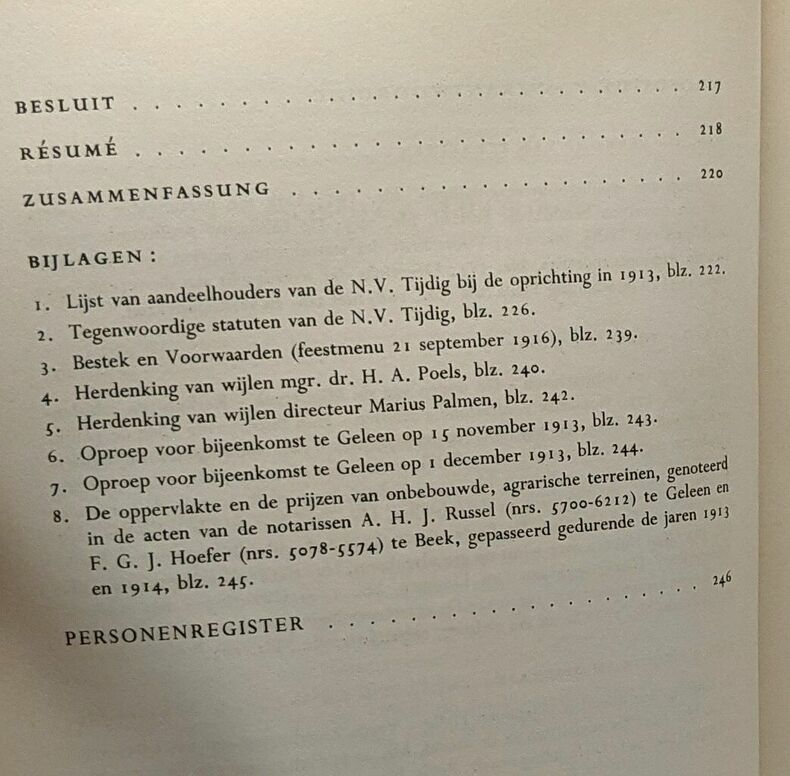 BESLUIT . . . . . . . . . . . . . . . . . . . . . 217
RÉSUMÉ . . . . . . . . . . . . . . . . . . . . . 218
ZUSAMMENFASSUNG . . . . . . . . . . . . . . . 220
BIJLAGEN:
1. Lijst van aandeelhouders van de N.V. Tijdig bij de oprichting in 1913, blz. 222.
2. Tegenwoordige statuten van de N.V. Tijdig, blz. 226.
3. Bestek en Voorwaarden (feestmenu 21 september 1916), blz. 239.
4. Herdenking van wijlen mgr. dr. H. A. Poels, blz. 240.
5. Herdenking van wijlen directeur Marius Palmen, blz. 242.
6. Oproep voor bijeenkomst te Geleen op 15 november 1913, blz. 243.
7. Oproep voor bijeenkomst te Geleen op 1 december 1913, blz. 244.
8. De oppervlakte en de prijzen van onbebouwde, agrarische terreinen, genoteerd
in de acten van de notarissen A. H. J. Russel (nrs. 5700-6212) te Geleen en
F. G. J. Hoefer (nrs. 5078-5574) te Beek, gepasseerd gedurende de jaren 1913
en 1914, blz. 245.
PERSONENREGISTER . . . . . . . . . . . . . . 246